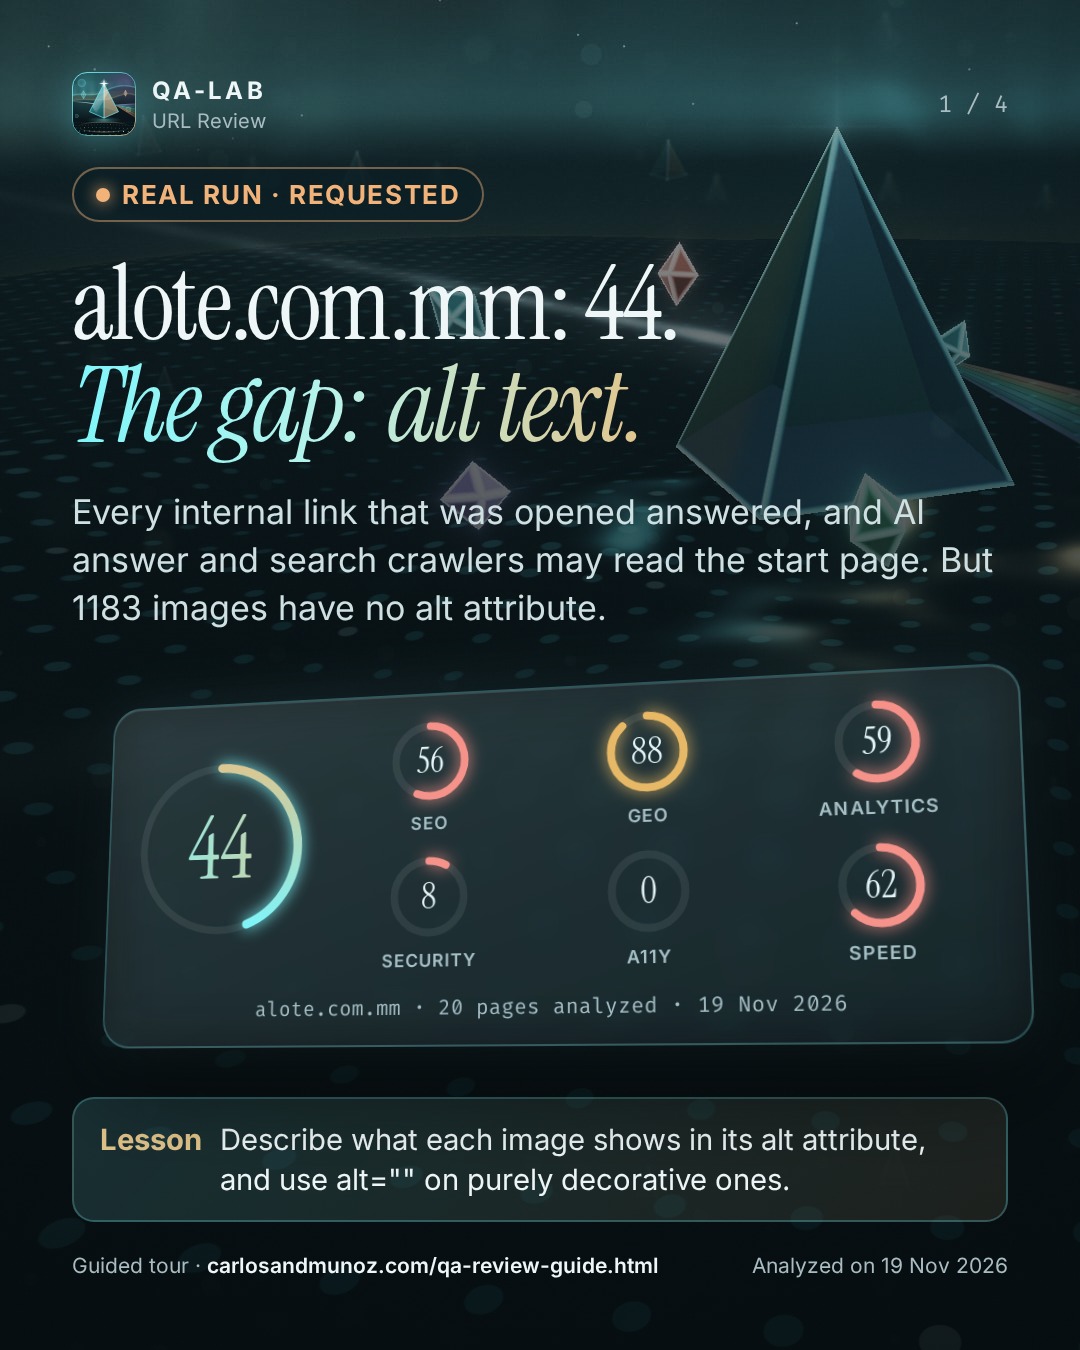 QA-LAB
URL Review
1 / 4
REAL RUN · REQUESTED
alote.com.mm: 44.
The gap: alt text.
Every internal link that was opened answered, and AI
answer and search crawlers may read the start page. But
1183 images have no alt attribute.
44
56
SEO
88
GEO
59
ANALYTICS
8
SECURITY
0
A11Y
62
SPEED
alote.com.mm · 20 pages analyzed · 19 Nov 2026
Lesson Describe what each image shows in its alt attribute,
and use alt="" on purely decorative ones.
Guided tour · carlosandmunoz.com/qa-review-guide.html
Analyzed on 19 Nov 2026